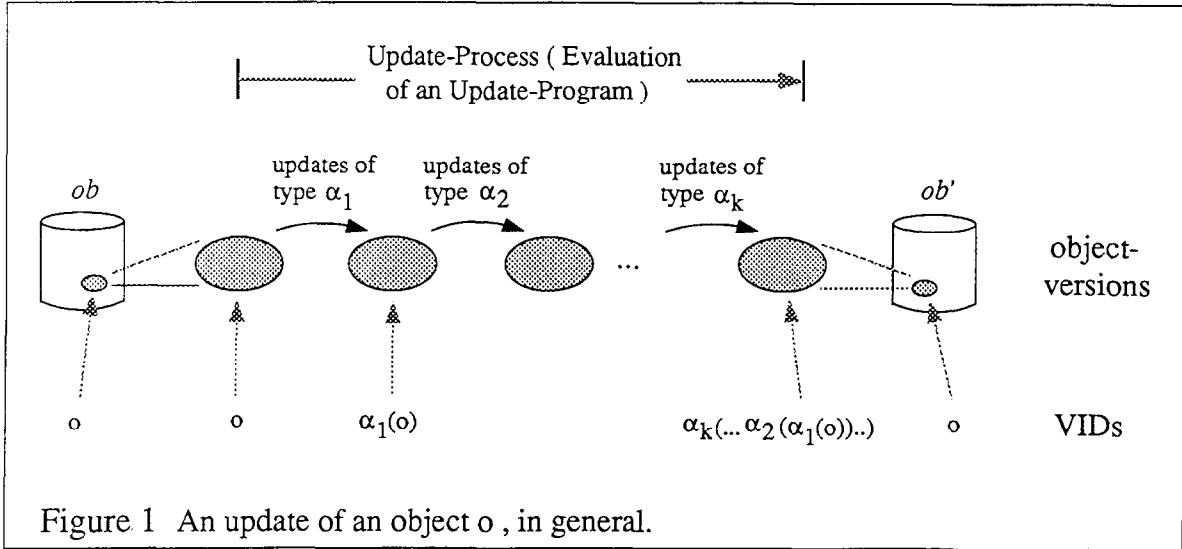 Update-Process ( Evaluation
of an Update-Program )
updates of
type α1
updates of
type α2
updates of
type αk
ob
ob'
...
object-
versions
o
o
α1(o)
αk(... α2 (α1(o))..)
o
VIDs
Figure 1 An update of an object o , in general.